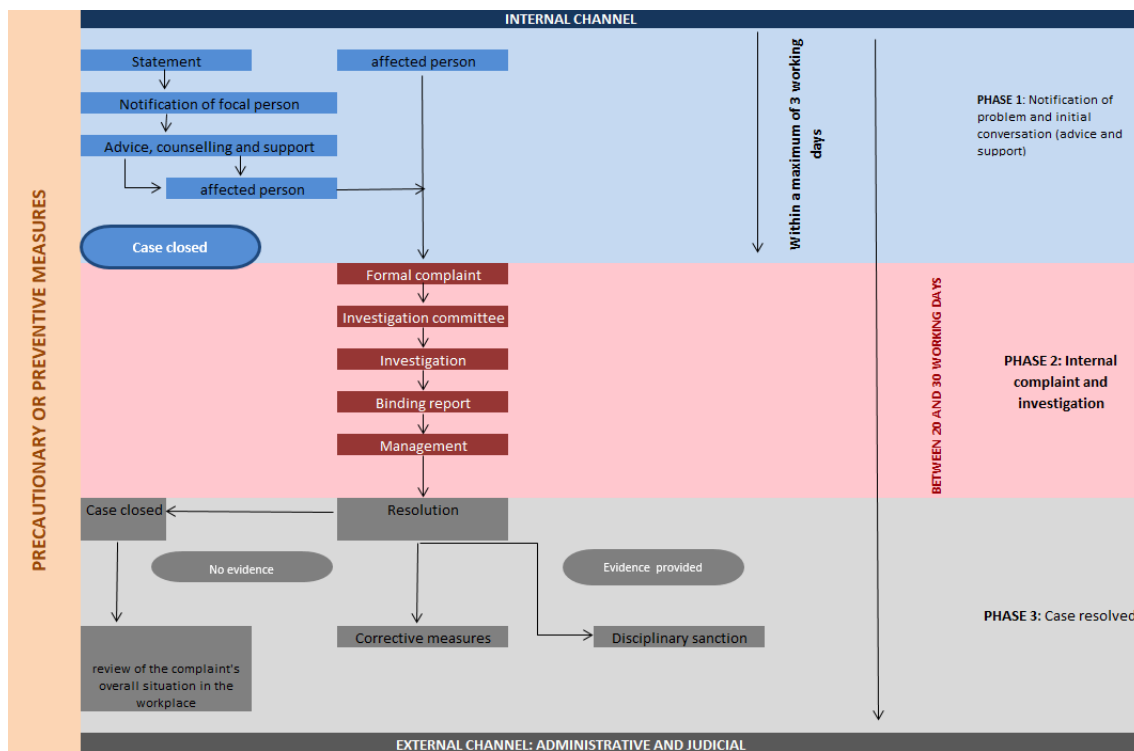 INTERNAL CHANNEL
PRECAUTIONARY OR PREVENTIVE MEASURES
Statement
affected person
Notification of focal person
Advice, counselling and support
affected person
Case closed
Within a maximum of 3 working
days
PHASE 1: Notification of
problem and initial
conversation (advice and
support)
Formal complaint
Investigation committee
Investigation
Binding report
Management
BETWEEN 20 AND 30 WORKING DAYS
PHASE 2: Internal
complaint and
investigation
Case closed
Resolution
No evidence
Evidence provided
Corrective measures
Disciplinary sanction
review of the complaint's
overall situation in the
workplace
PHASE 3: Case resolved
EXTERNAL CHANNEL: ADMINISTRATIVE AND JUDICIAL